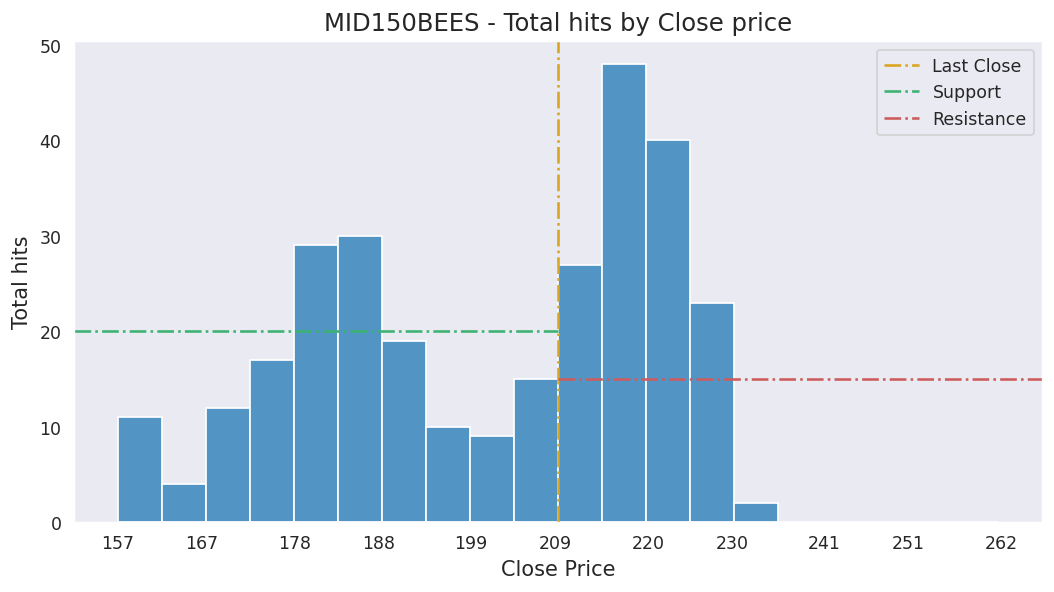 MID150BEES - Total hits by Close price
Last Close
Support
Resistance
Total hits
50
40
30
20
10
0
157 167 178 188 199 209 220 230 241 251 262
Close Price